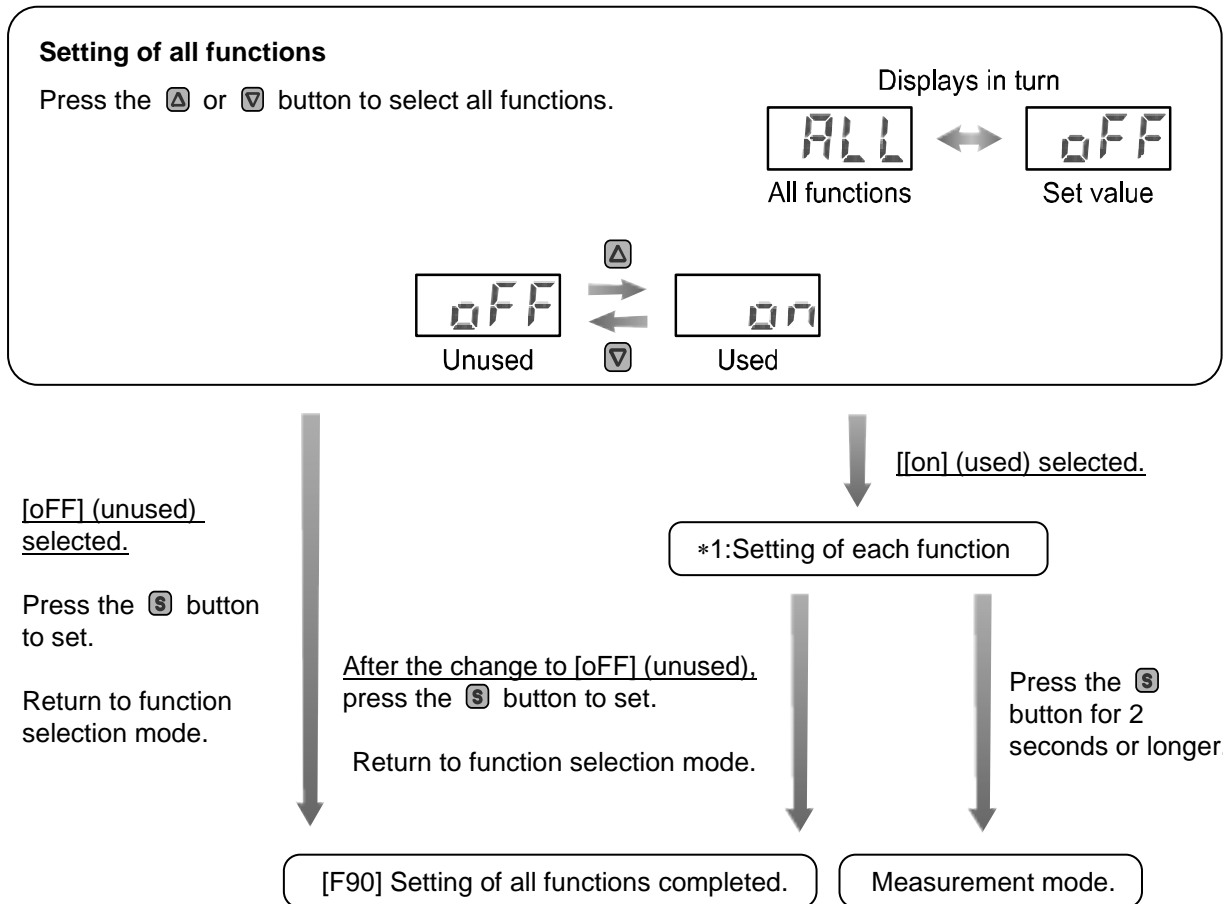 Setting of all functions
Press the △ or ▽ button to select all functions.
Displays in turn
ALL
oFF
All functions
Set value
△
oFF
on
Unused
▽
Used
[[on] (used) selected.
[oFF] (unused)
selected.
*1:Setting of each function
Press the S button
to set.
Return to function
selection mode.
After the change to [oFF] (unused),
press the S button to set.
Return to function selection mode.
Press the S
button for 2
seconds or longer.
[F90] Setting of all functions completed.
Measurement mode.